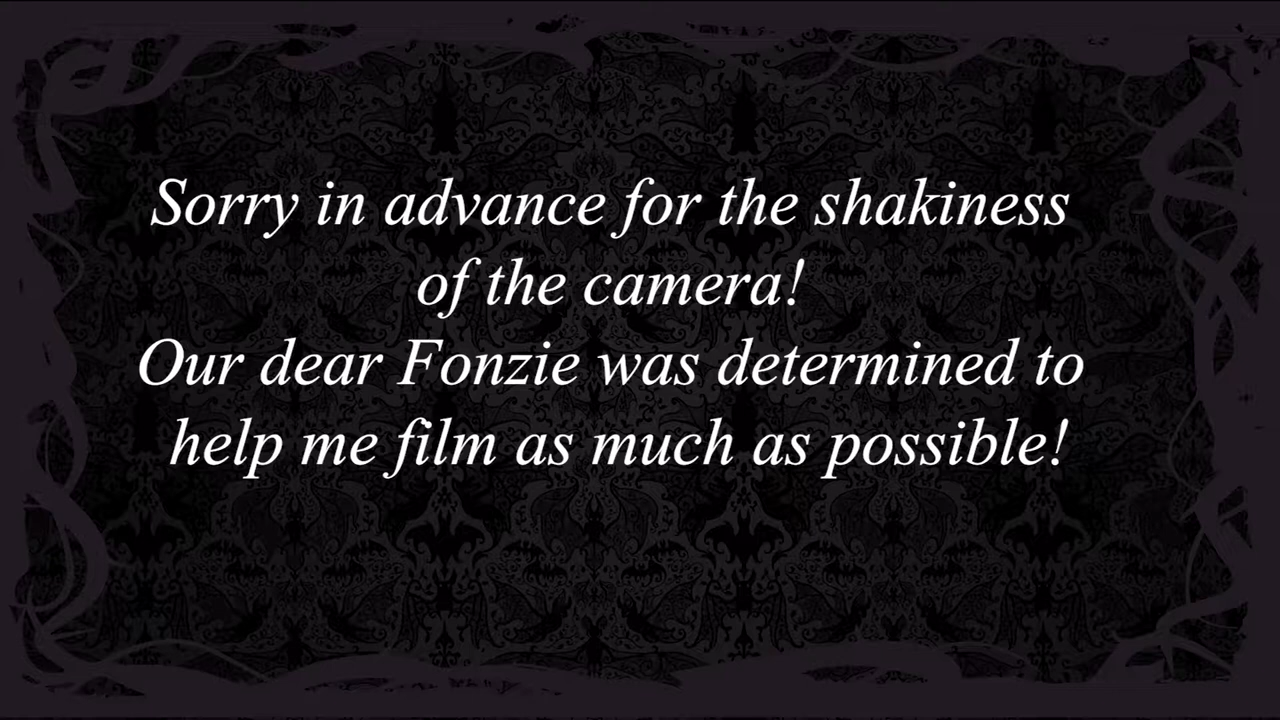 Sorry in advance for the shakiness
of the camera!
Our dear Fonzie was determined to
help me film as much as possible!